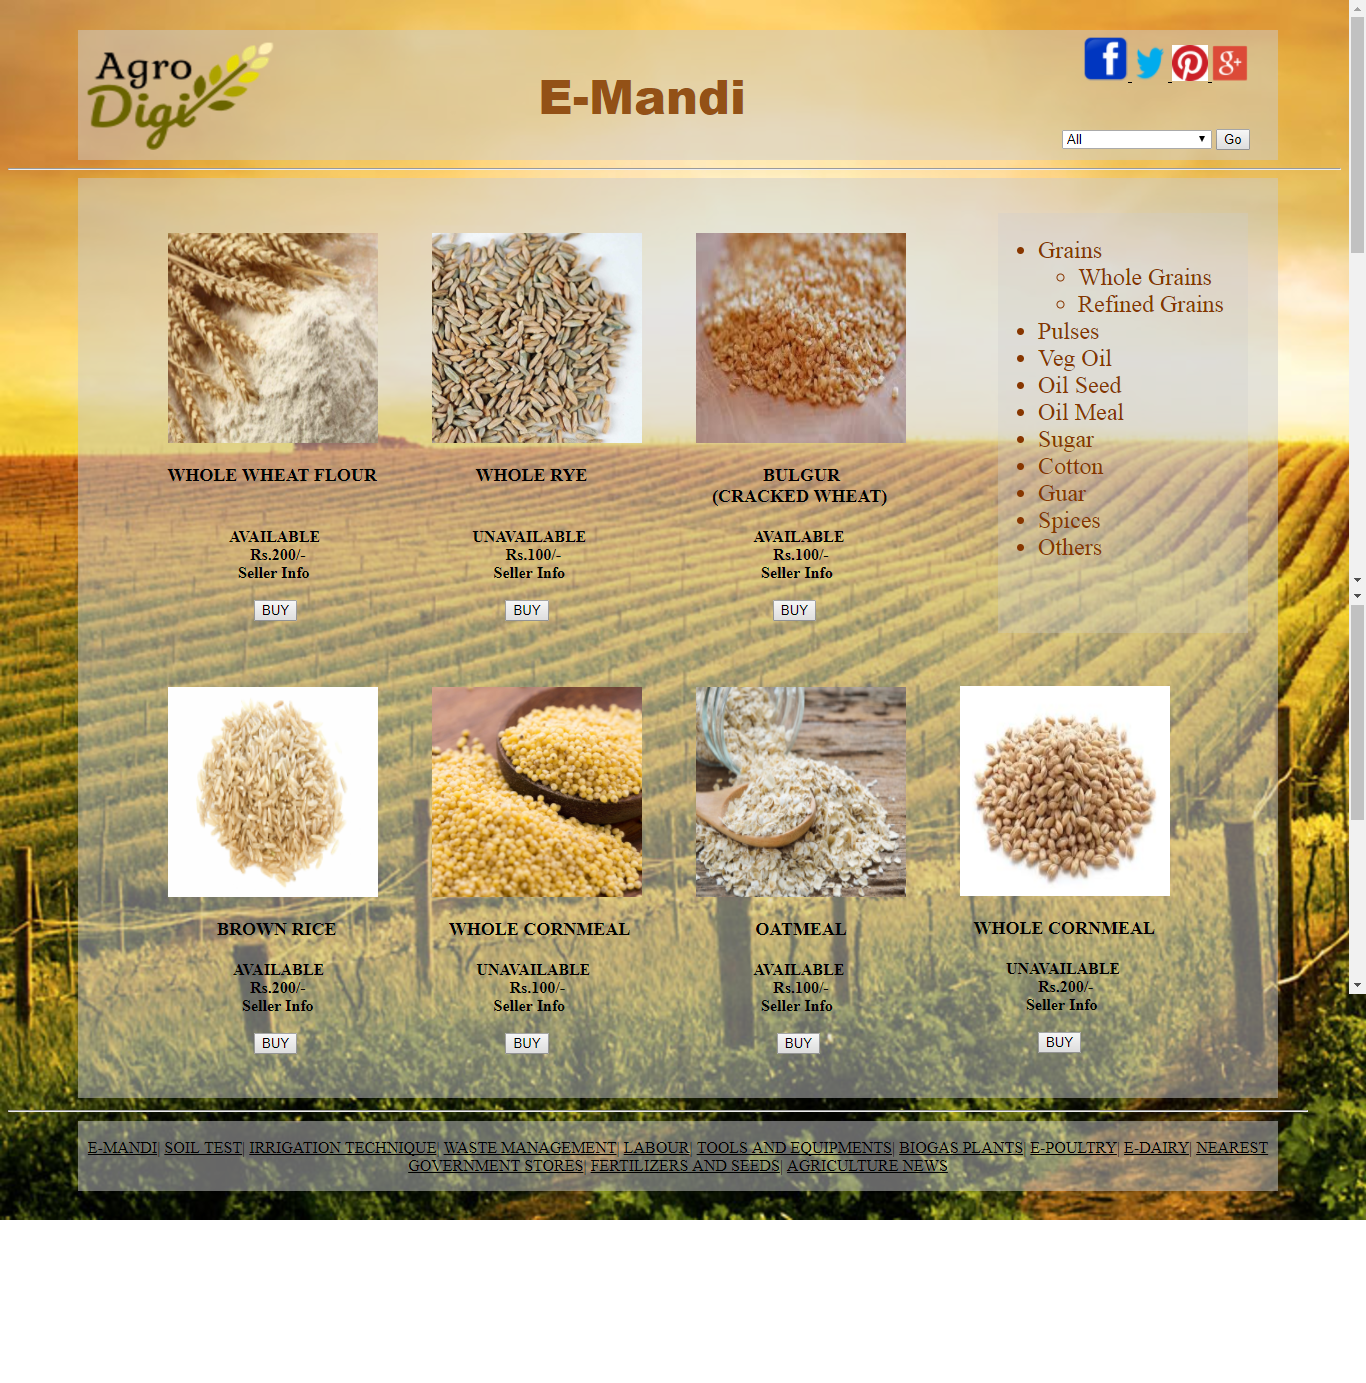 Agro
Digi
E-Mandi
f
g+
All
Go
WHOLE WHEAT FLOUR
AVAILABLE
Rs.200/-
Seller Info
BUY
WHOLE RYE
UNAVAILABLE
Rs.100/-
Seller Info
BUY
BULGUR
(CRACKED WHEAT)
AVAILABLE
Rs.100/-
Seller Info
BUY
Grains
Whole Grains
Refined Grains
Pulses
Veg Oil
Oil Seed
Oil Meal
Sugar
Cotton
Guar
Spices
Others
BROWN RICE
AVAILABLE
Rs.200/-
Seller Info
BUY
WHOLE CORNMEAL
UNAVAILABLE
Rs.100/-
Seller Info
BUY
OATMEAL
AVAILABLE
Rs.100/-
Seller Info
BUY
WHOLE CORNMEAL
UNAVAILABLE
Rs.200/-
Seller Info
BUY
E-MANDI| SOIL TEST| IRRIGATION TECHNIQUE| WASTE MANAGEMENT| LABOUR| TOOLS AND EQUIPMENTS| BIOGAS PLANTS| E-POULTRY| E-DAIRY| NEAREST
GOVERNMENT STORES| FERTILIZERS AND SEEDS| AGRICULTURE NEWS